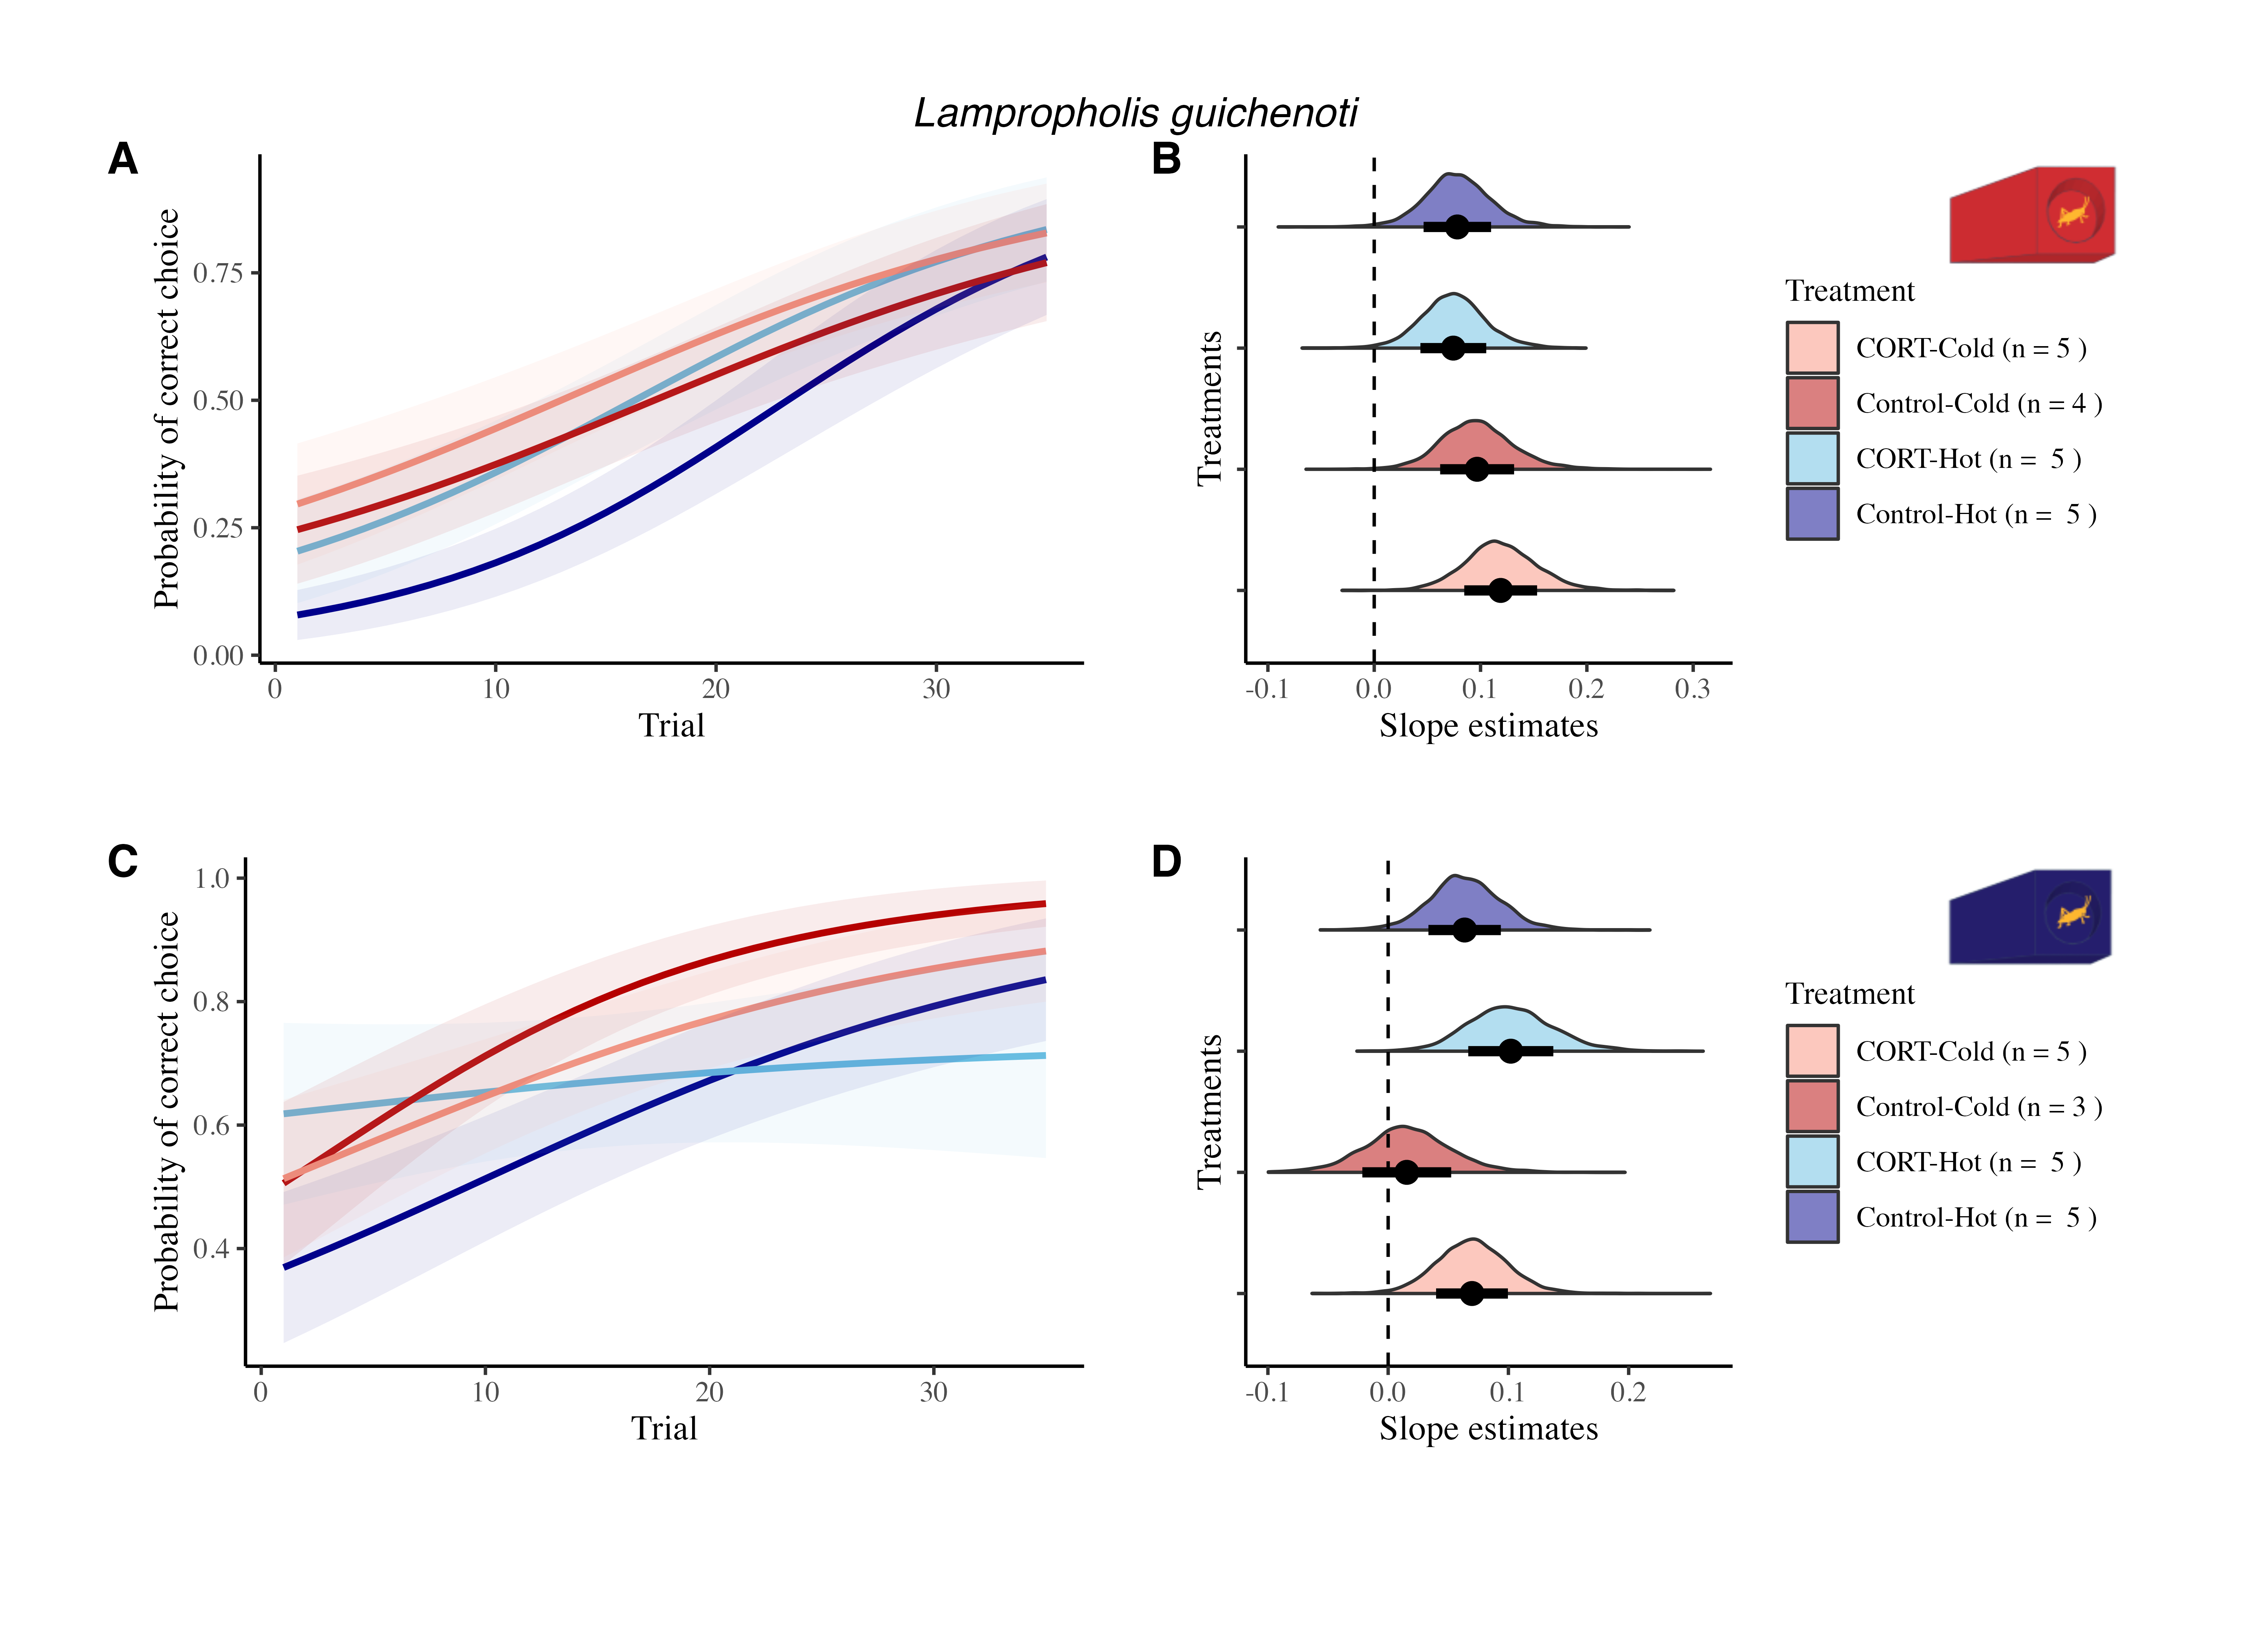 Lampropholis guichenoti
A
Probability of correct choice
0.75
0.50
0.25
0.00
0
10
20
30
Trial
B
Treatments
-0.1
0.0
0.1
0.2
0.3
Slope estimates
Treatment
CORT-Cold (n = 5 )
Control-Cold (n = 4 )
CORT-Hot (n =  5 )
Control-Hot (n =  5 )
C
Probability of correct choice
1.0
0.8
0.6
0.4
0
10
20
30
Trial
D
Treatments
-0.1
0.0
0.1
0.2
Slope estimates
Treatment
CORT-Cold (n = 5 )
Control-Cold (n = 3 )
CORT-Hot (n =  5 )
Control-Hot (n =  5 )